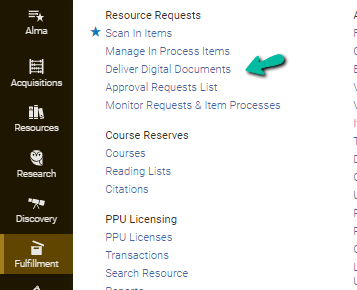 Alma
Acquisitions
Resources
Research
Discovery
Fulfillment
Resource Requests
Scan In Items
Manage In Process Items
Deliver Digital Documents
Approval Requests List
Monitor Requests & Item Processes
Course Reserves
Courses
Reading Lists
Citations
PPU Licensing
PPU Licenses
Transactions
Search Resource